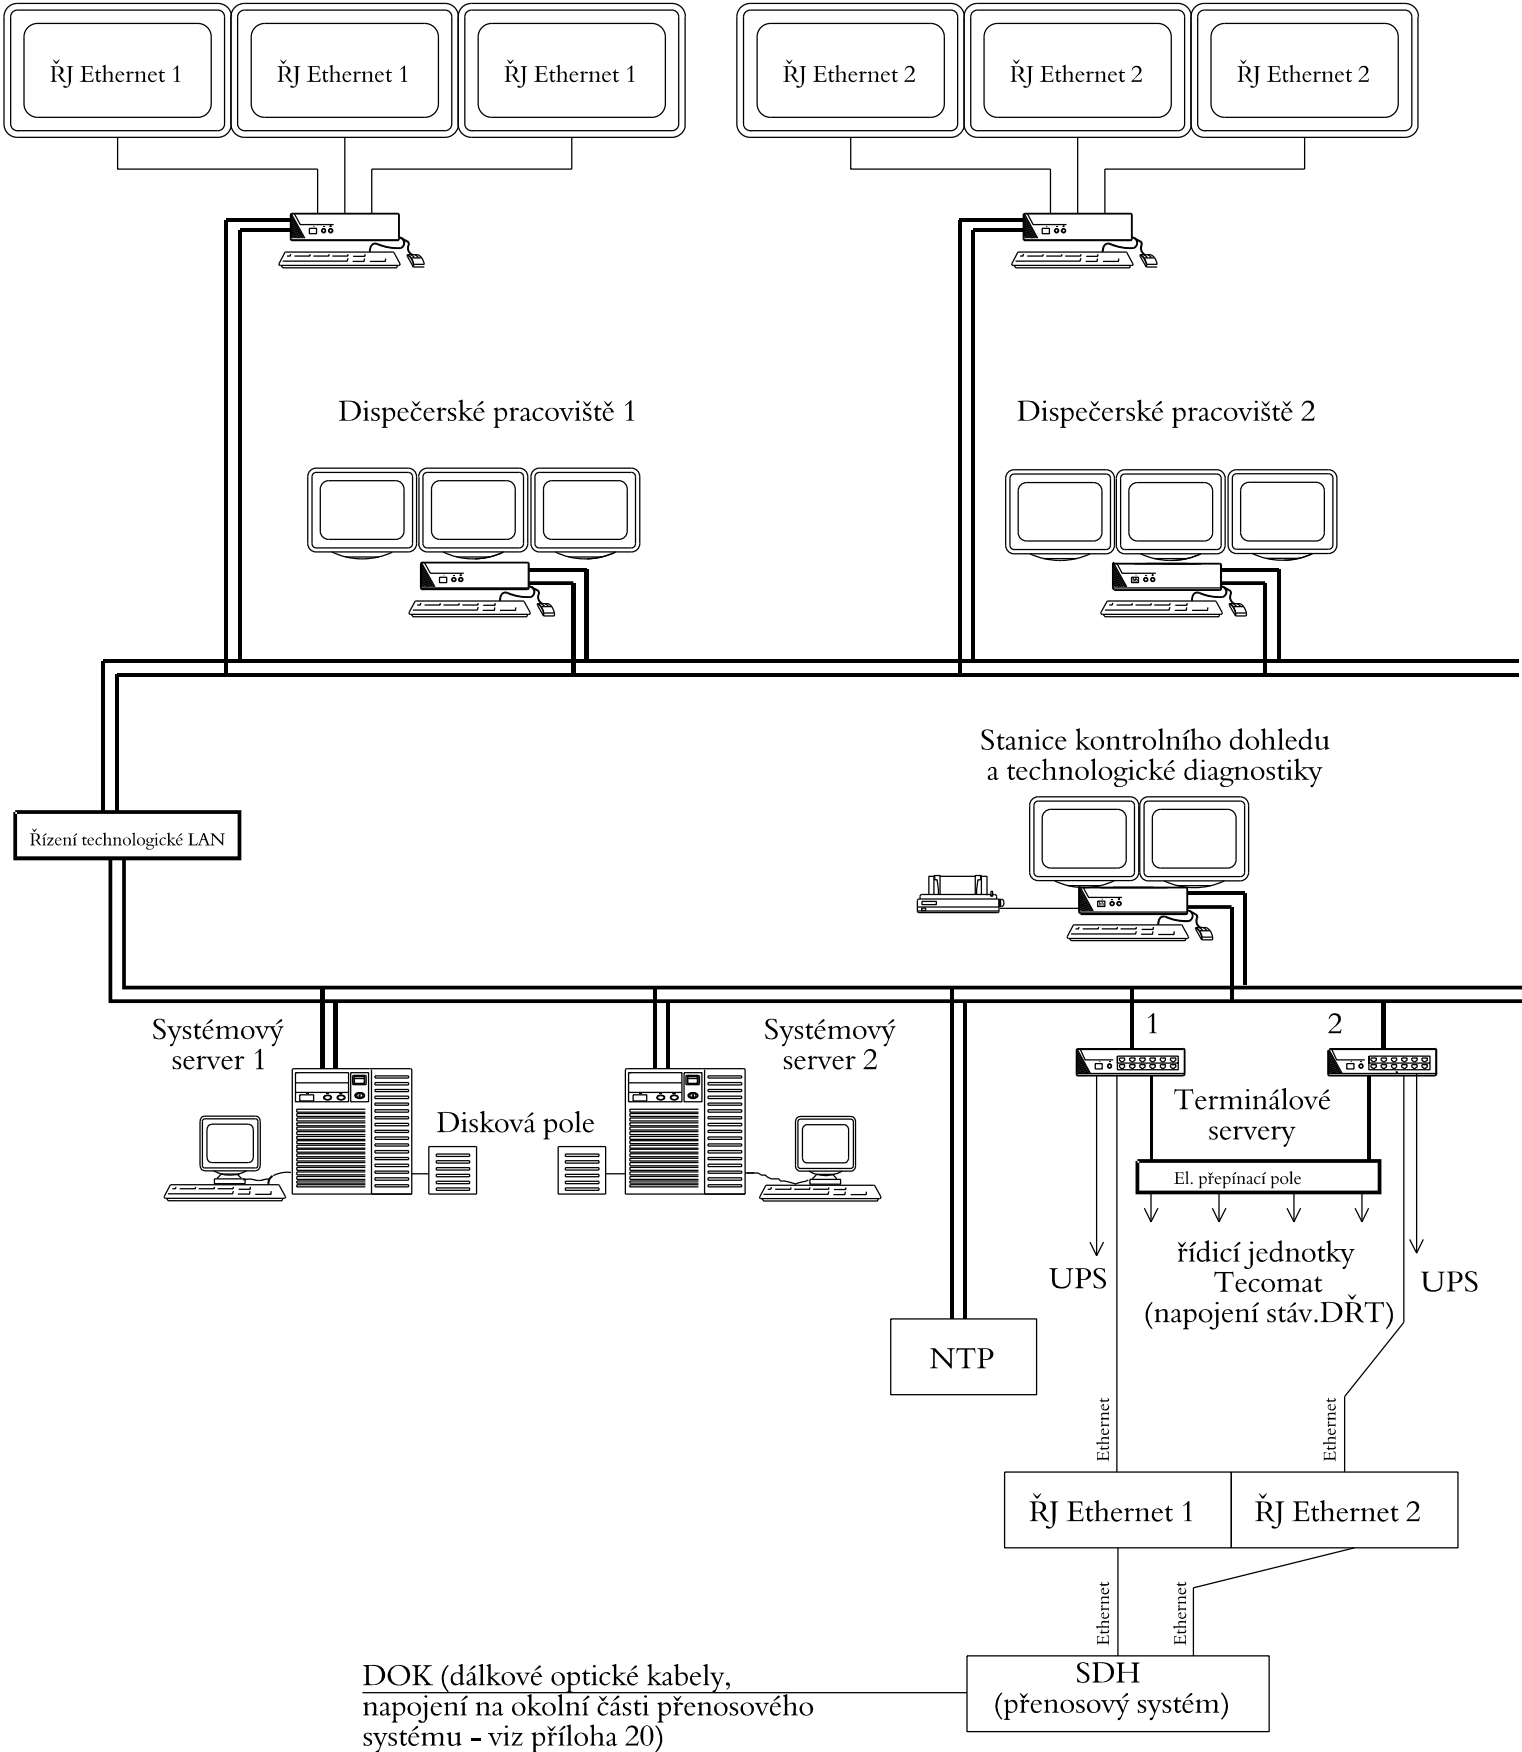 ŘJ Ethernet 1
ŘJ Ethernet 1
ŘJ Ethernet 1
ŘJ Ethernet 2
ŘJ Ethernet 2
ŘJ Ethernet 2
Dispečerské pracoviště 1
Dispečerské pracoviště 2
Stanice kontrolního dohledu
a technologické diagnostiky
Řízení technologické LAN
Systémový
server 1
Systémový
server 2
Disková pole
1
2
Terminálové
servery
El. přepínací pole
UPS
řídicí jednotky
Tecomat
(napojení stáv.DŘT)
UPS
NTP
Ethernet
Ethernet
ŘJ Ethernet 1
ŘJ Ethernet 2
Ethernet
Ethernet
SDH
(přenosový systém)
DOK (dálkové optické kabely,
napojení na okolní části přenosového
systému - viz příloha 20)